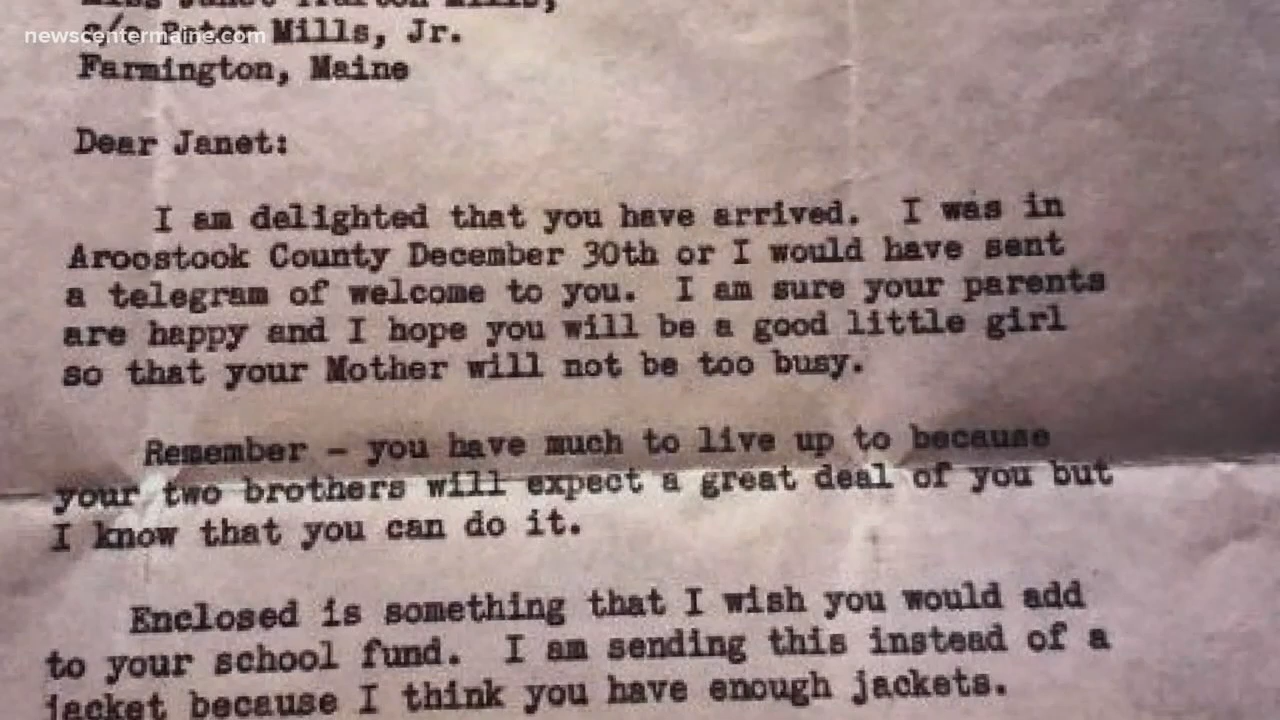 newscentermaine.com
Miss Janet Trafton Mills,
c/o Peter Mills, Jr.
Farmington, Maine
Dear Janet:
I am delighted that you have arrived. I was in
Aroostook County December 30th or I would have sent
a telegram of welcome to you. I am sure your parents
are happy and I hope you will be a good little girl
so that your Mother will not be too busy.
Remember - you have much to live up to because
your two brothers will expect a great deal of you but
I know that you can do it.
Enclosed is something that I wish you would add
to your school fund. I am sending this instead of a
jacket because I think you have enough jackets.